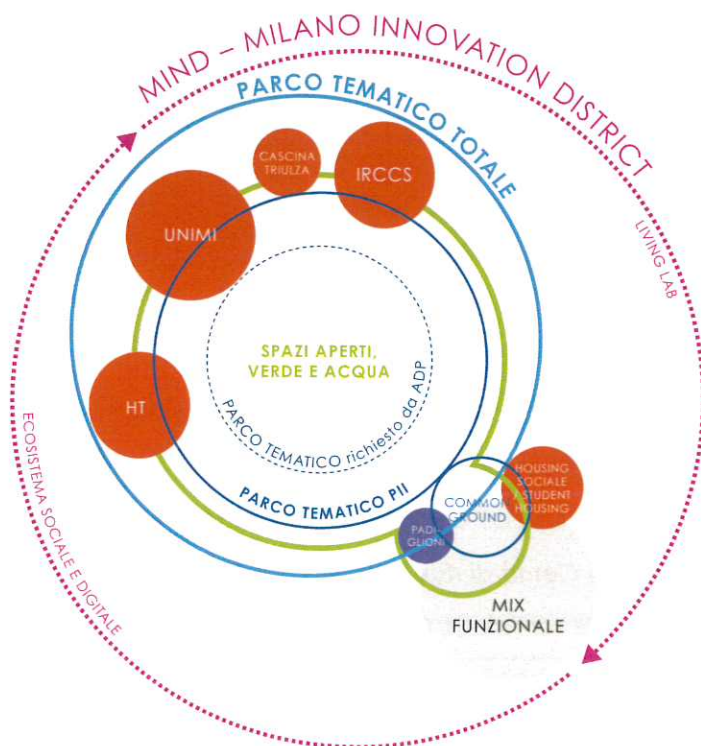 MIND – MILANO INNOVATION DISTRICT
PARCO TEMATICO TOTALE
CASCINA
TRIULZA
IRCCS
UNIMI
LIVING LAB
SPAZI APERTI,
VERDE E ACQUA
PARCO TEMATICO richiesto da ADP
HT
PARCO TEMATICO PII
ECOSISTEMA SOCIALE E DIGITALE
HOUSING
SOCIALE
/ STUDENT
HOUSING
COMMON
GROUND
PADI-
GLIONI
MIX
FUNZIONALE